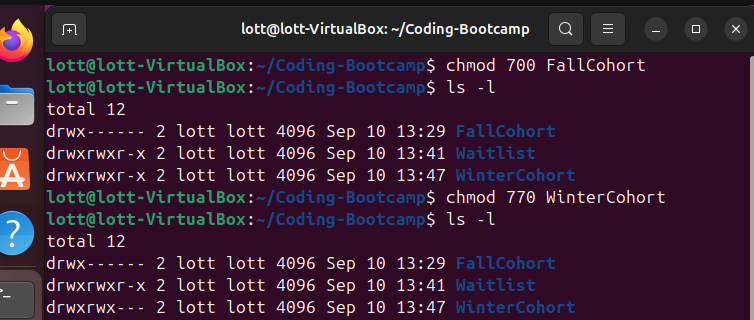 lott@lott-VirtualBox: ~/Coding-Bootcamp
lott@lott-VirtualBox:~/Coding-Bootcamp$ chmod 700 FallCohort
lott@lott-VirtualBox:~/Coding-Bootcamp$ ls -l
total 12
drwx------ 2 lott lott 4096 Sep 10 13:29 FallCohort
drwxrwxr-x 2 lott lott 4096 Sep 10 13:41 Waitlist
drwxrwxr-x 2 lott lott 4096 Sep 10 13:47 WinterCohort
lott@lott-VirtualBox:~/Coding-Bootcamp$ chmod 770 WinterCohort
lott@lott-VirtualBox:~/Coding-Bootcamp$ ls -l
total 12
drwx------ 2 lott lott 4096 Sep 10 13:29 FallCohort
drwxrwxr-x 2 lott lott 4096 Sep 10 13:41 Waitlist
drwxrwx--- 2 lott lott 4096 Sep 10 13:47 WinterCohort